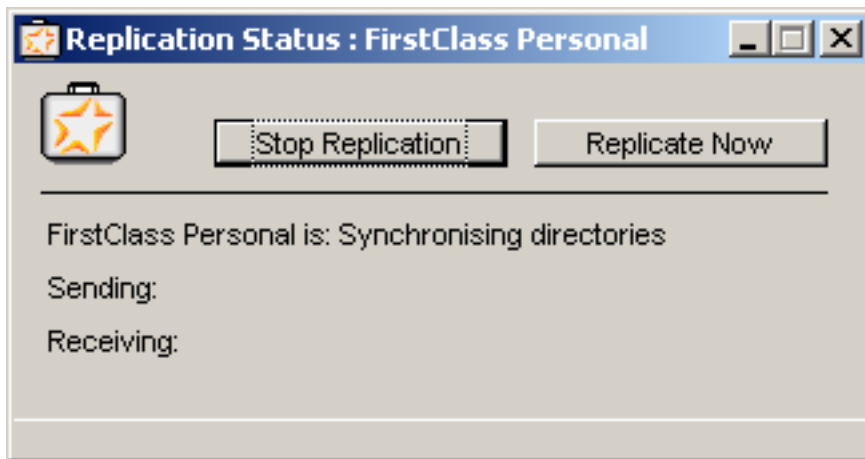 Replication Status : FirstClass Personal
Stop Replication Replicate Now
FirstClass Personal is: Synchronising directories
Sending:
Receiving: